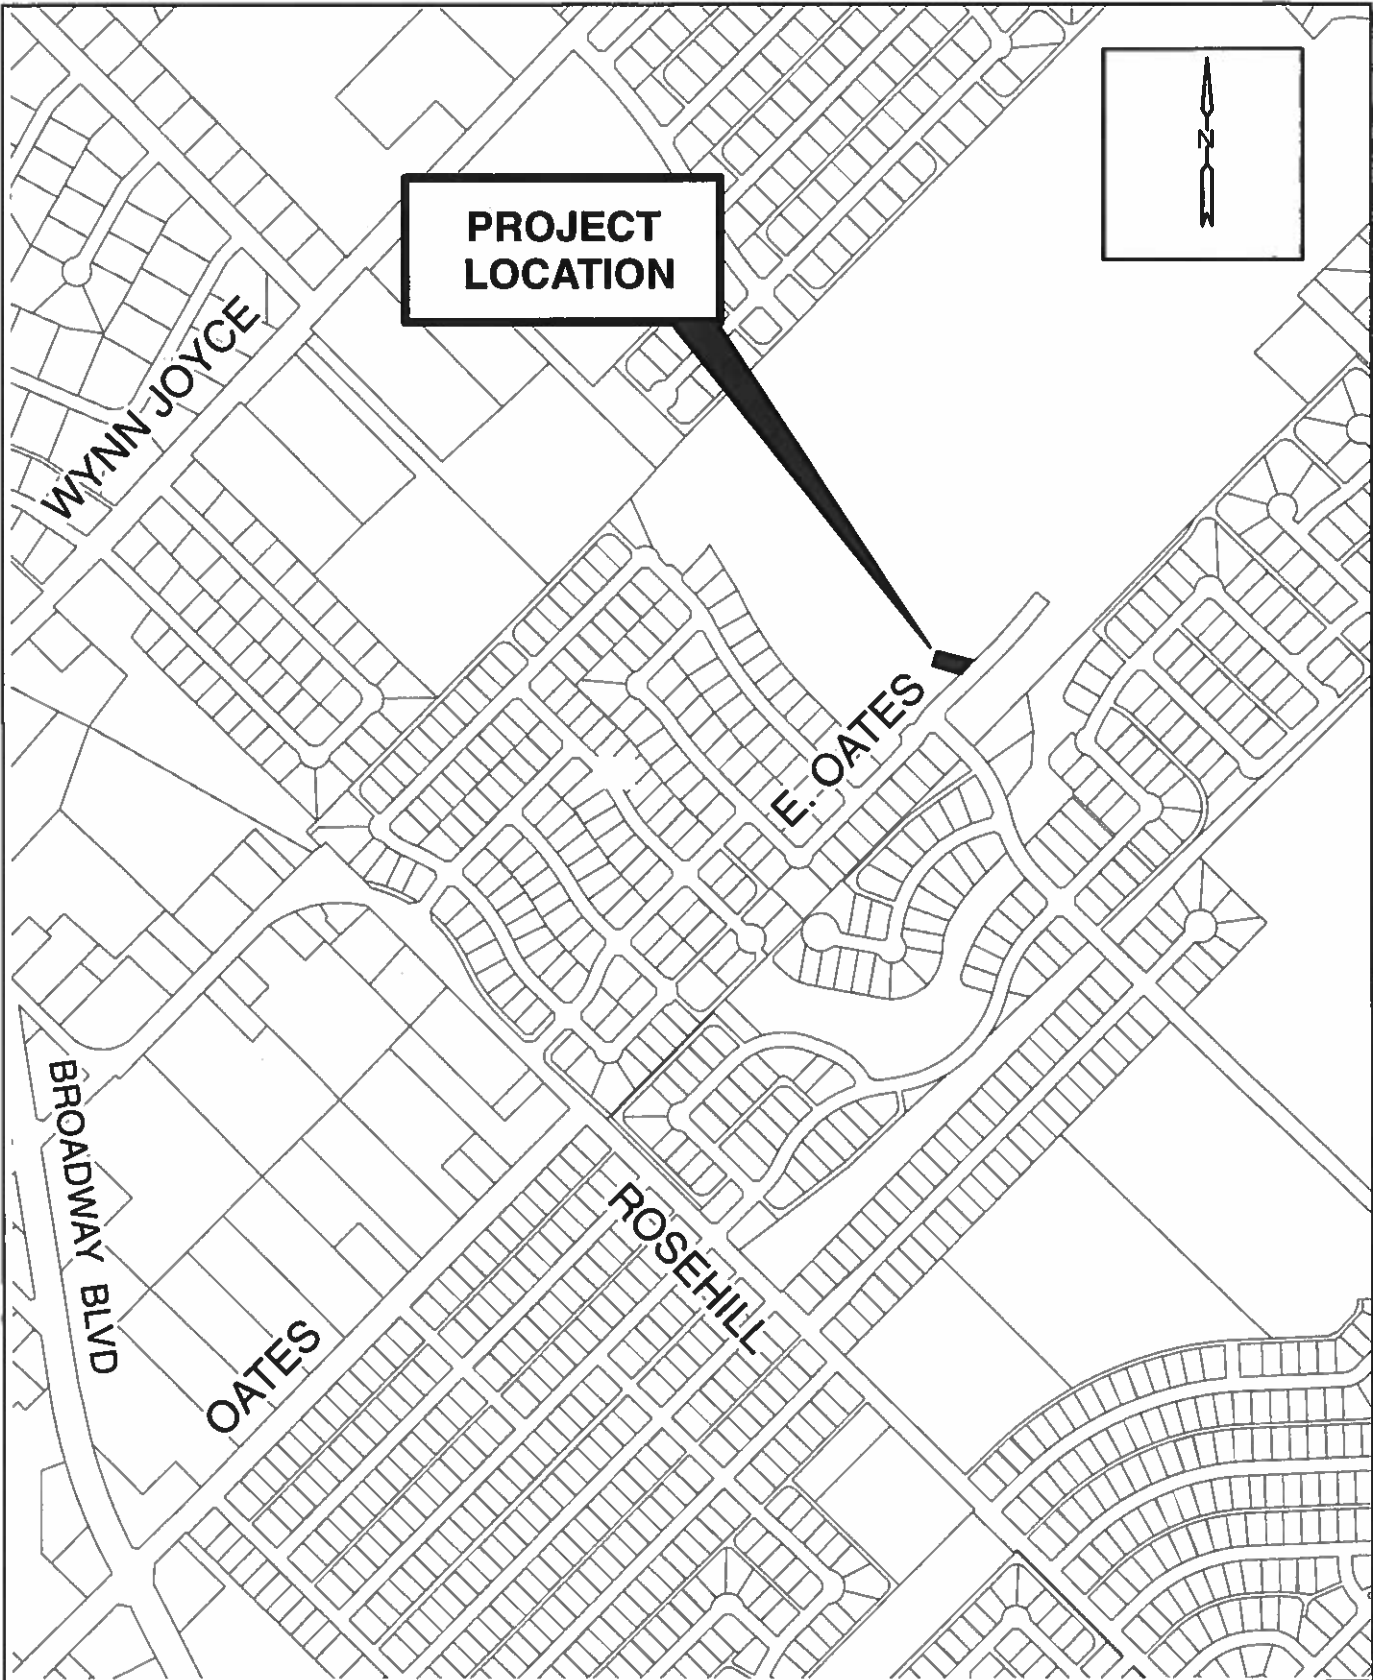 N
PROJECT
LOCATION
WYNN JOYCE
E. OATES
BROADWAY BLVD
ROSEHILL
OATES